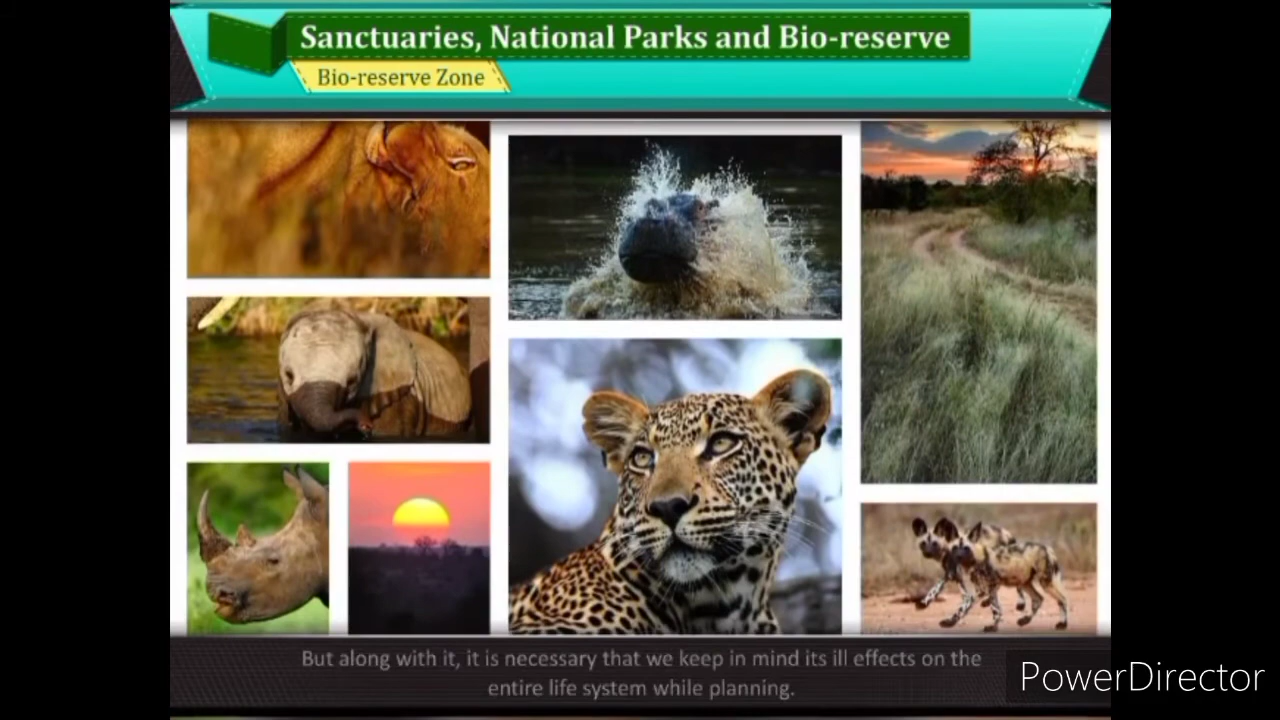 Sanctuaries, National Parks and Bio-reserve
Bio-reserve Zone
But along with it, it is necessary that we keep in mind its ill effects on the
entire life system while planning.
PowerDirector